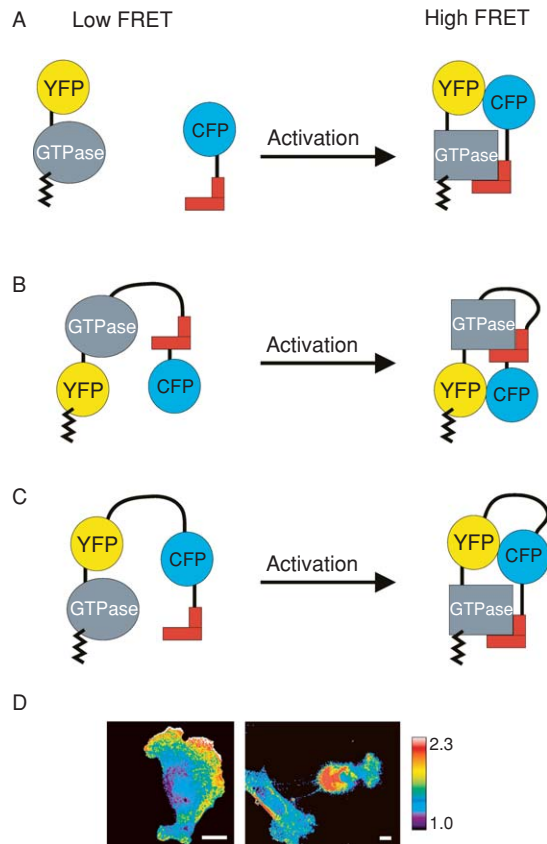 A Low FRET High FRET
YFP YFP
CFP CFP
GTPase Activation GTPase
B
GTPase GTPase
Activation
YFP CFP YFP CFP
C
YFP CFP YFP CFP
Activation
GTPase GTPase
D
2.3
1.0